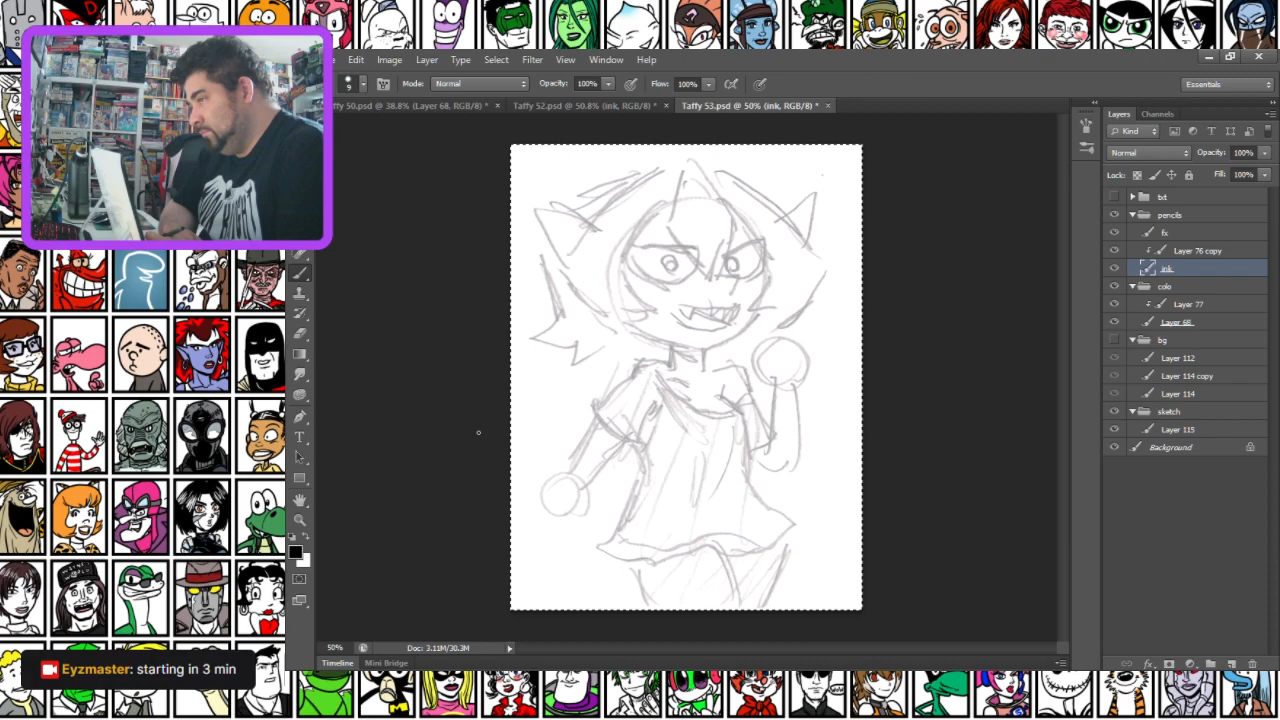 Edit Image Layer Type Select Filter View Window Help
9 Mode: Normal Opacity: 100% Flow: 100% Essentials
ffy 50.psd @ 38.8% (Layer 68, RGB/8) * × Taffy 52.psd @ 50.8% (ink, RGB/8) * × Taffy 53.psd @ 50% (ink, RGB/8) * ×
Layers Channels
Kind
Normal Opacity: 100%
Lock: Fill: 100%
txt
pencils
fx
Layer 76 copy
ink
colo
Layer 77
Layer 68
bg
Layer 112
Layer 114 copy
Layer 114
sketch
Layer 115
Background
50% Doc: 3.11M/30.3M
Timeline Mini Bridge
Eyzmaster: starting in 3 min